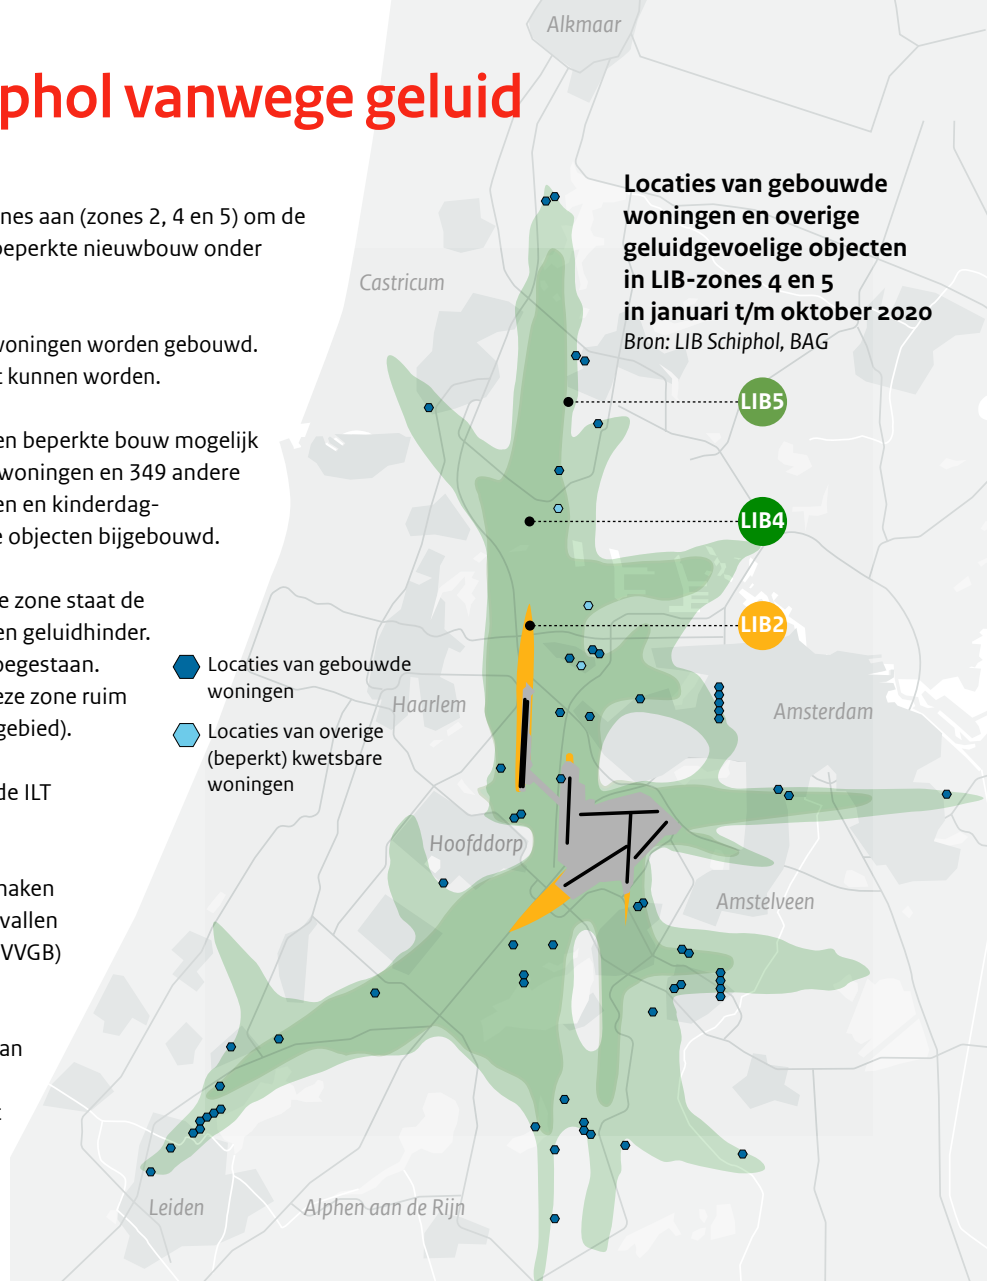 phol vanwege geluid
nes aan (zones 2, 4 en 5) om de
beperkte nieuwbouw onder
woningen worden gebouwd.
t kunnen worden.
en beperkte bouw mogelijk
woningen en 349 andere
en en kinderdag-
e objecten bijgebouwd.
e zone staat de
en geluidhinder.
oegestaan.
eze zone ruim
gebied).
de ILT
naken
vallen
VVGB)
an
t
Locaties van gebouwde
woningen
Locaties van overige
(beperkt) kwetsbare
woningen
Locaties van gebouwde
woningen en overige
geluidgevoelige objecten
in LIB-zones 4 en 5
in januari t/m oktober 2020
Bron: LIB Schiphol, BAG
LIB5
LIB4
LIB2
Alkmaar
Castricum
Haarlem
Amsterdam
Hoofddorp
Amstelveen
Leiden
Alphen aan de Rijn